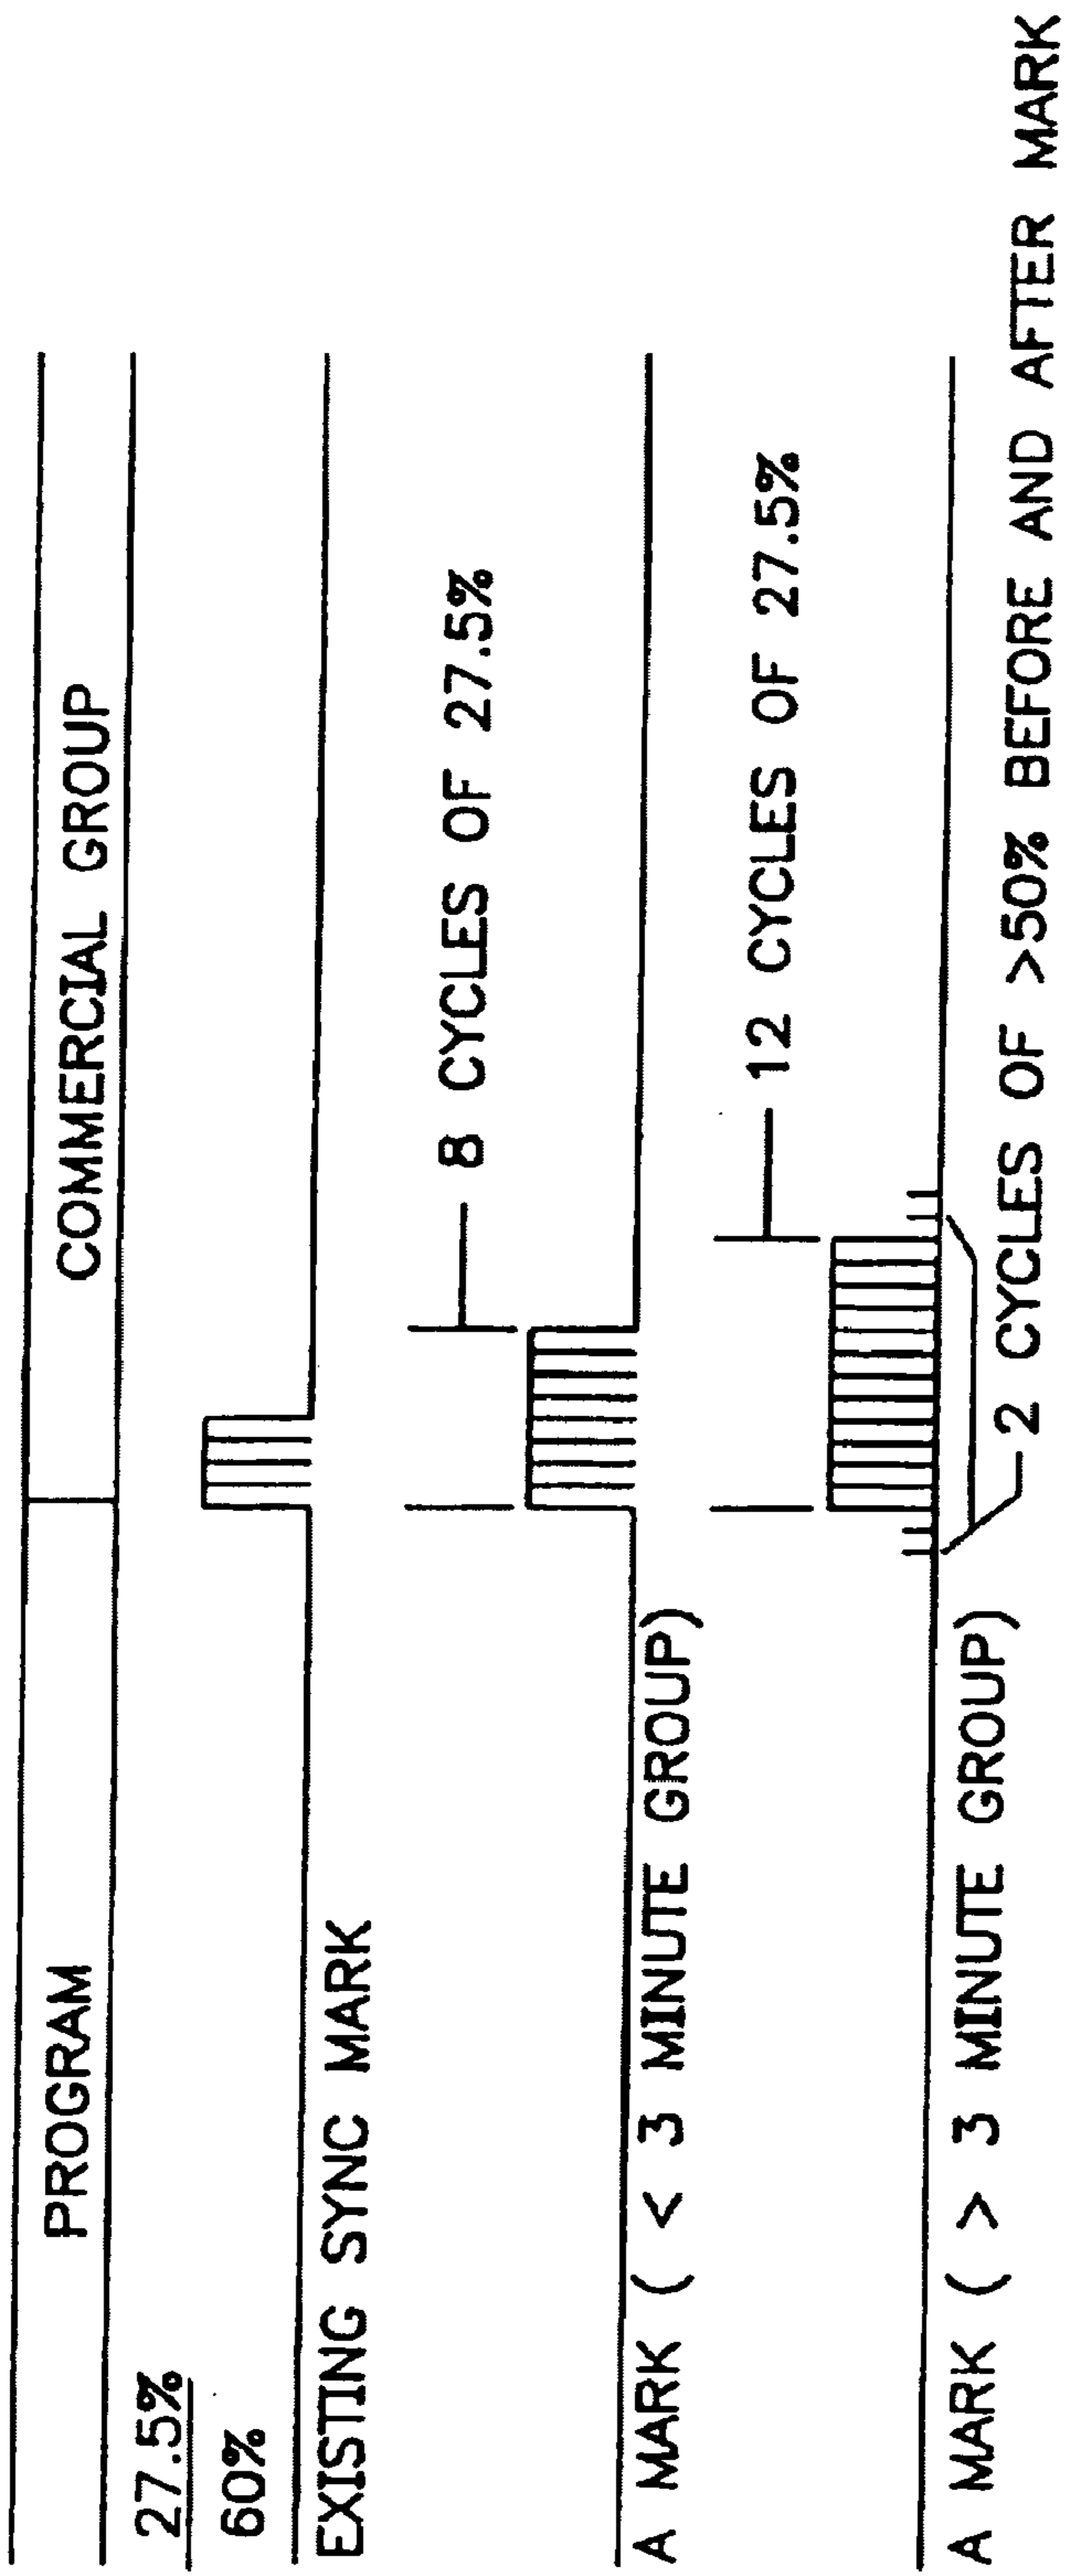 PROGRAM
COMMERCIAL GROUP
27.5%
60%
EXISTING SYNC MARK
8 CYCLES OF 27.5%
A MARK ( < 3 MINUTE GROUP)
12 CYCLES OF 27.5%
A MARK ( > 3 MINUTE GROUP)
2 CYCLES OF >50% BEFORE AND AFTER MARK